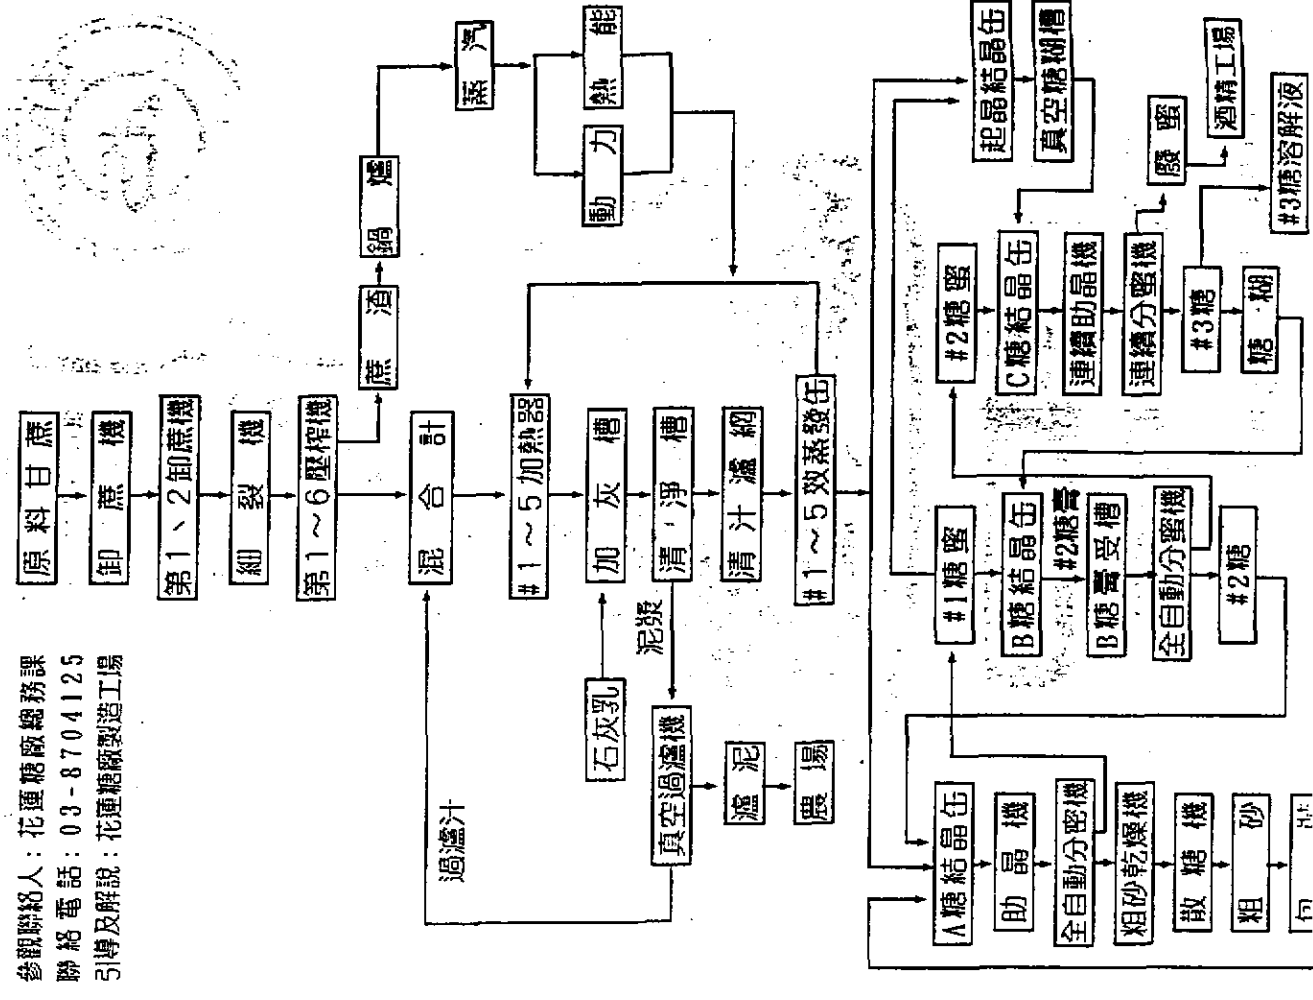 參觀聯絡人：花蓮糖廠總務課
聯絡電話：03-8704125
引導及解說：花蓮糖廠製造工場
原料甘蔗
卸蔗機
第1、2卸蔗機
細裂機
第1～6壓榨機
蔗渣
鍋爐
蒸汽
熱能
動力
混合計
#1～5加熱器
加灰槽
石灰乳
清淨槽
泥漿
真空過濾機
過濾汁
濾泥
農場
清汁濾網
#1～5效蒸發缶
A糖結晶缶
助晶機
全自動分密機
粗砂乾燥機
散糖機
粗砂
#1糖蜜
B糖結晶缶
#2糖膏
B糖膏受槽
全自動分蜜機
#2糖
#2糖蜜
C糖結晶缶
連續助晶機
連續分蜜機
#3糖
糖糊
起晶結晶缶
真空糖糊槽
廢蜜
酒精工場
#3糖溶解液